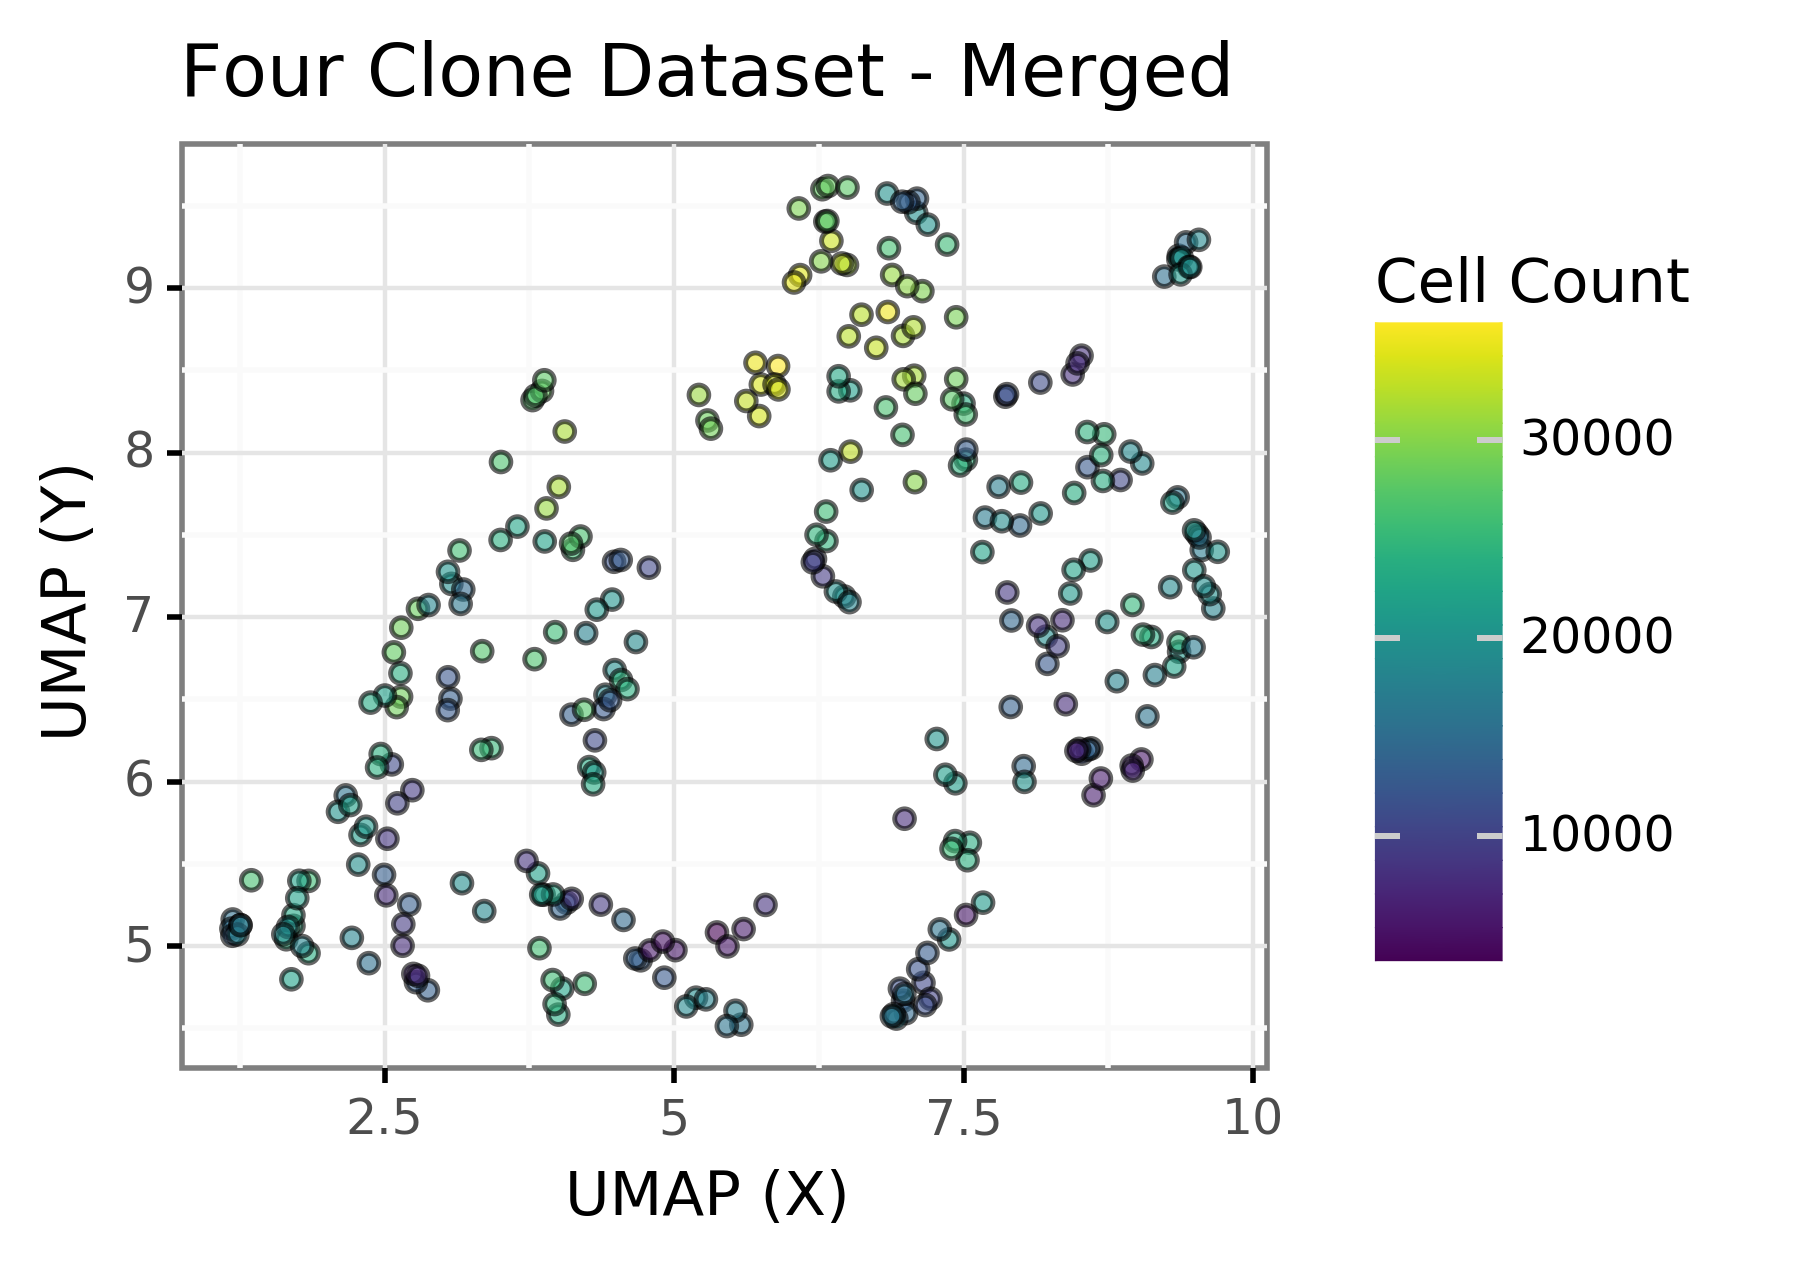 Four Clone Dataset - Merged
Cell Count
30000
20000
10000
UMAP (Y)
9
8
7
6
5
2.5 5 7.5 10
UMAP (X)